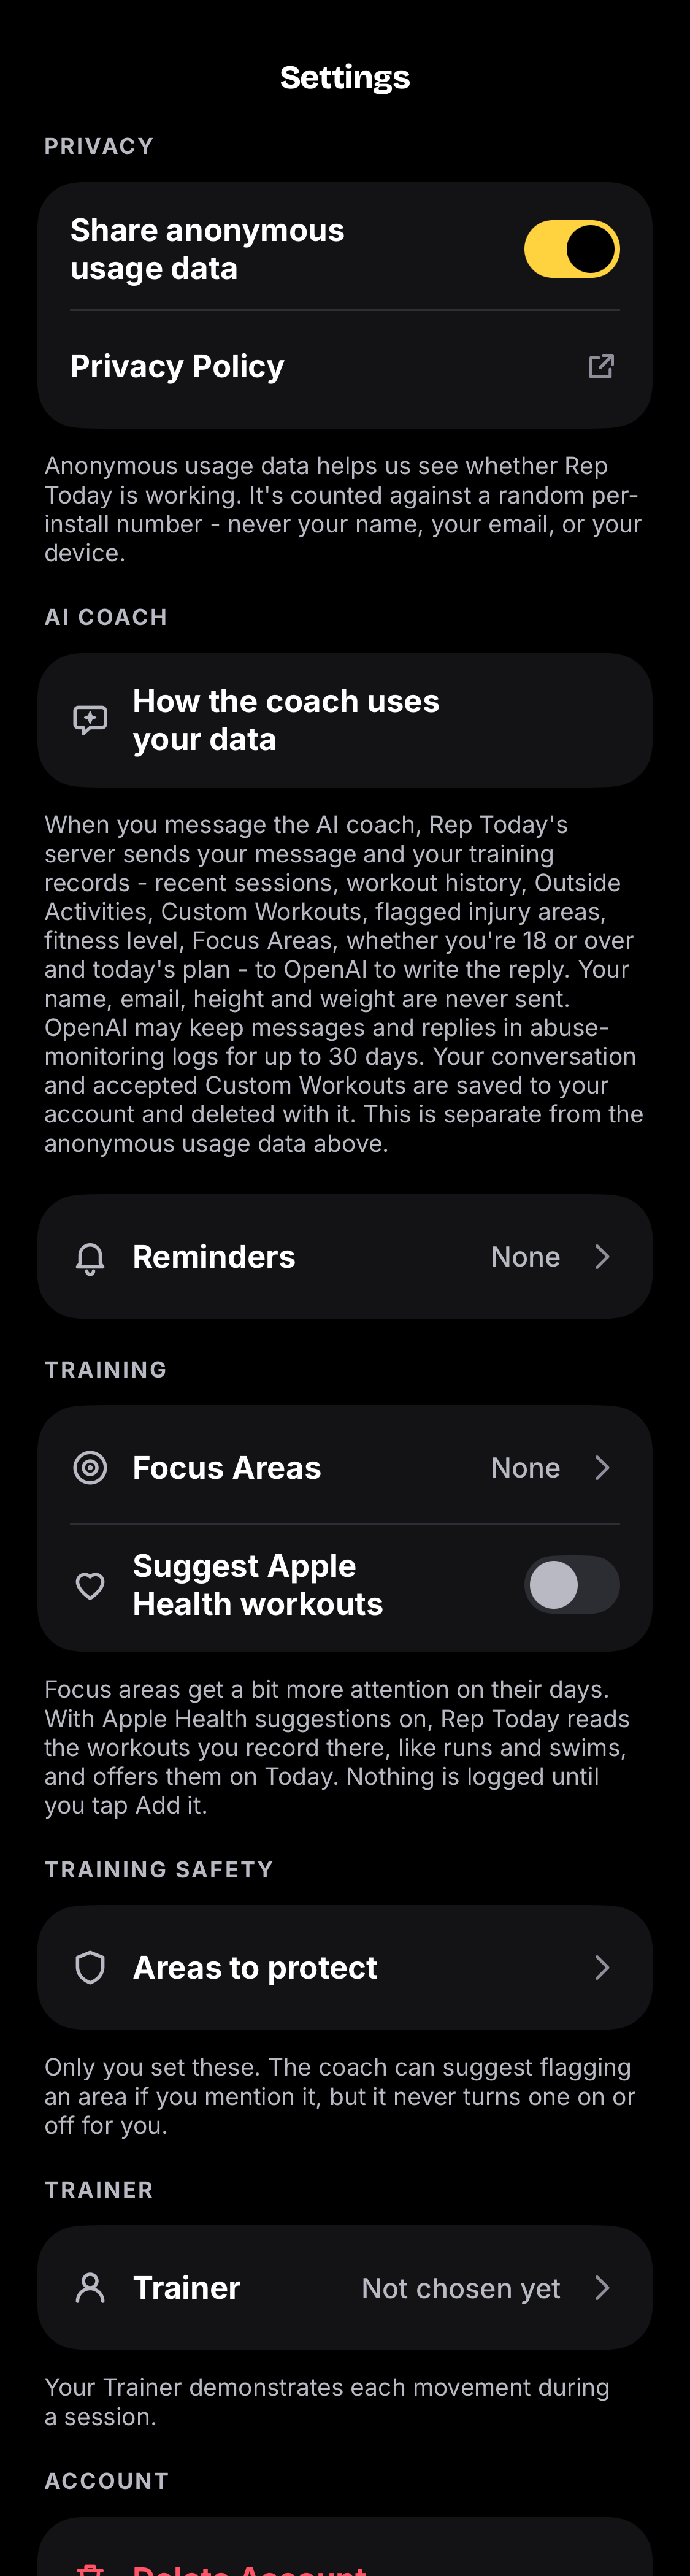 Settings
PRIVACY
Share anonymous
usage data
Privacy Policy
Anonymous usage data helps us see whether Rep
Today is working. It's counted against a random per-
install number - never your name, your email, or your
device.
AI COACH
How the coach uses
your data
When you message the AI coach, Rep Today's
server sends your message and your training
records - recent sessions, workout history, Outside
Activities, Custom Workouts, flagged injury areas,
fitness level, Focus Areas, whether you're 18 or over
and today's plan - to OpenAI to write the reply. Your
name, email, height and weight are never sent.
OpenAI may keep messages and replies in abuse-
monitoring logs for up to 30 days. Your conversation
and accepted Custom Workouts are saved to your
account and deleted with it. This is separate from the
anonymous usage data above.
Reminders None
TRAINING
Focus Areas None
Suggest Apple
Health workouts
Focus areas get a bit more attention on their days.
With Apple Health suggestions on, Rep Today reads
the workouts you record there, like runs and swims,
and offers them on Today. Nothing is logged until
you tap Add it.
TRAINING SAFETY
Areas to protect
Only you set these. The coach can suggest flagging
an area if you mention it, but it never turns one on or
off for you.
TRAINER
Trainer Not chosen yet
Your Trainer demonstrates each movement during
a session.
ACCOUNT
Delete Account